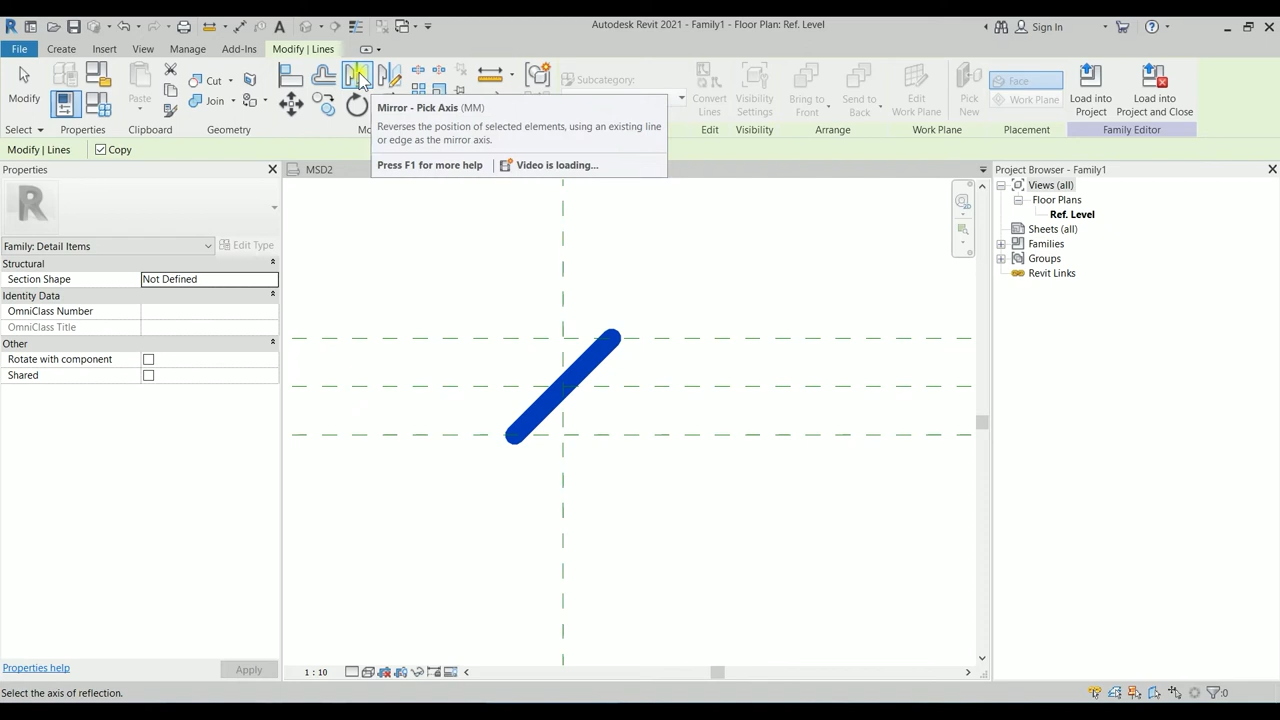 Autodesk Revit 2021 - Family1 - Floor Plan: Ref. Level
Sign In
File Create Insert View Manage Add-Ins Modify | Lines
Modify
Paste
Cut
Join
Subcategory:
Convert Lines
Visibility Settings
Bring to Front
Send to Back
Edit Work Plane
Pick New
Face
Work Plane
Load into Project
Load into Project and Close
Select Properties Clipboard Geometry Edit Visibility Arrange Work Plane Placement Family Editor
Modify | Lines Copy
Mirror - Pick Axis (MM)
Reverses the position of selected elements, using an existing line
or edge as the mirror axis.
Press F1 for more help Video is loading...
Properties
MSD2
Project Browser - Family1
R
Family: Detail Items Edit Type
Structural
Section Shape Not Defined
Identity Data
OmniClass Number
OmniClass Title
Other
Rotate with component
Shared
Views (all)
Floor Plans
Ref. Level
Sheets (all)
Families
Groups
Revit Links
Properties help Apply
1 : 10
Select the axis of reflection.
:0